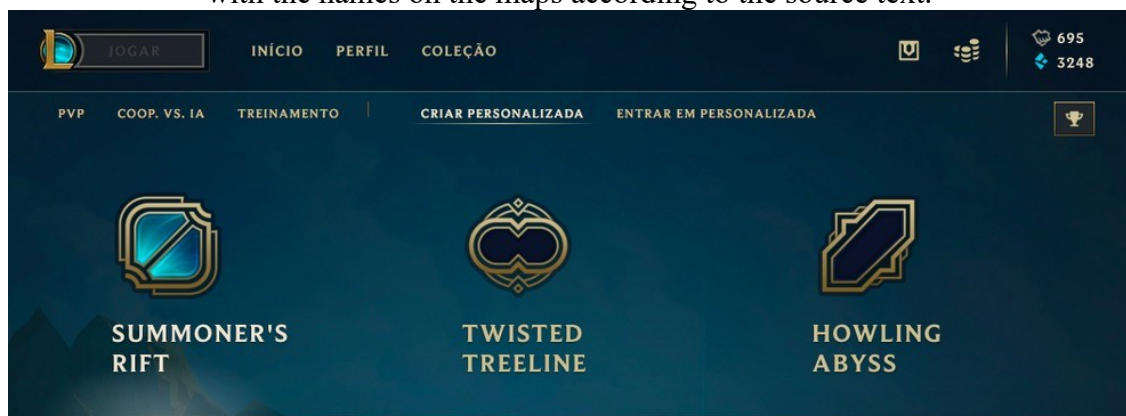 with the names on the maps according to the source text.
JOGAR INÍCIO PERFIL COLEÇÃO 695
3248
PVP COOP. VS. IA TREINAMENTO CRIAR PERSONALIZADA ENTRAR EM PERSONALIZADA
SUMMONER'S TWISTED HOWLING
RIFT TREELINE ABYSS